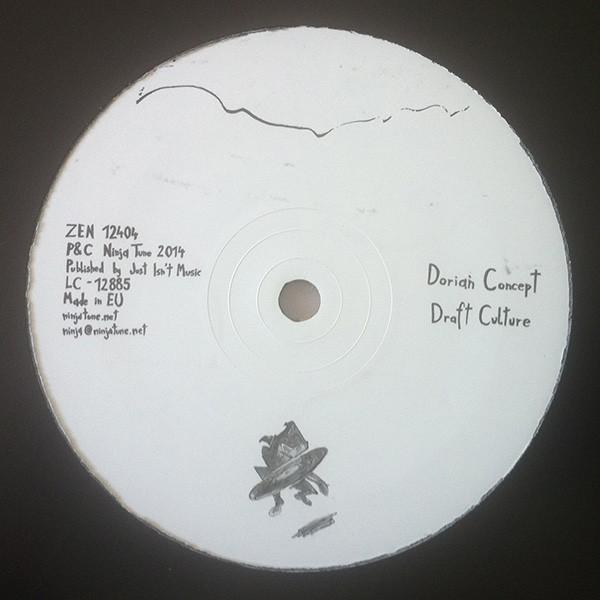 ZEN 12404
P&C Ninja Tune 2014
Published by Just Isn't Music
LC - 12885
Made in EU
ninjatune.net
ninja@ninjatune.net
Dorian Concept
Draft Culture